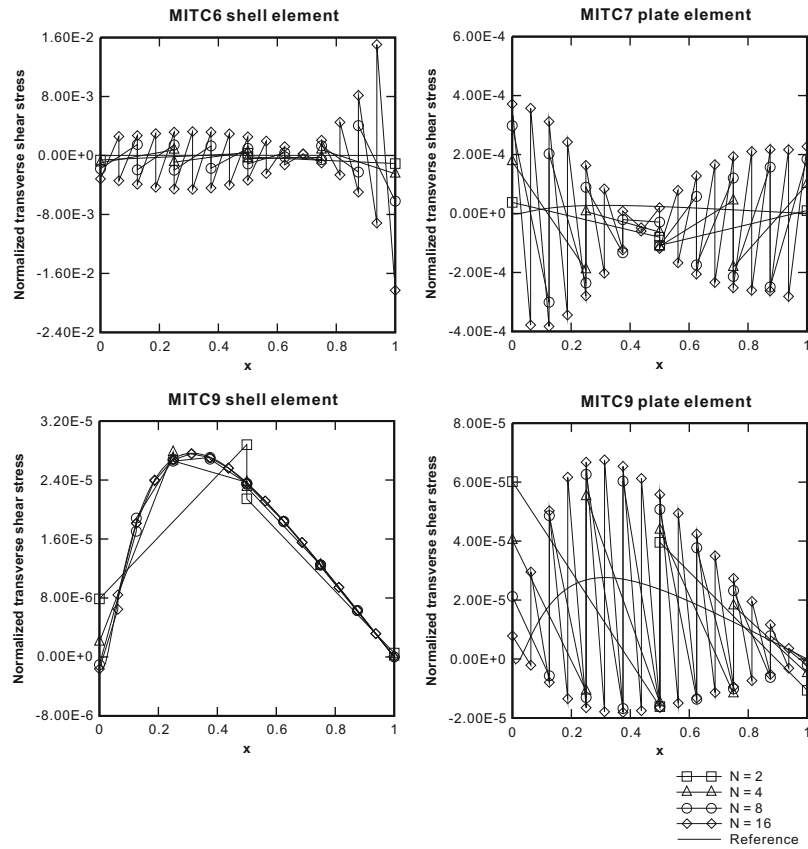 MITC6 shell element
Normalized transverse shear stress
1.60E-2
8.00E-3
0.00E+0
-8.00E-3
-1.60E-2
-2.40E-2
0 0.2 0.4 0.6 0.8 1
x
MITC7 plate element
Normalized transverse shear stress
6.00E-4
4.00E-4
2.00E-4
0.00E+0
-2.00E-4
-4.00E-4
0 0.2 0.4 0.6 0.8 1
x
MITC9 shell element
Normalized transverse shear stress
3.20E-5
2.40E-5
1.60E-5
8.00E-6
0.00E+0
-8.00E-6
0 0.2 0.4 0.6 0.8 1
x
MITC9 plate element
Normalized transverse shear stress
8.00E-5
6.00E-5
4.00E-5
2.00E-5
0.00E+0
-2.00E-5
0 0.2 0.4 0.6 0.8 1
x
N = 2
N = 4
N = 8
N = 16
Reference